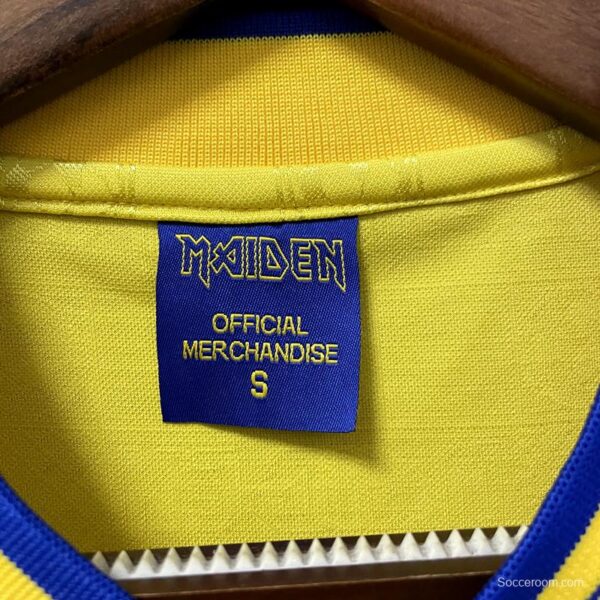 MAIDEN
OFFICIAL
MERCHANDISE
S
Socceroom.com